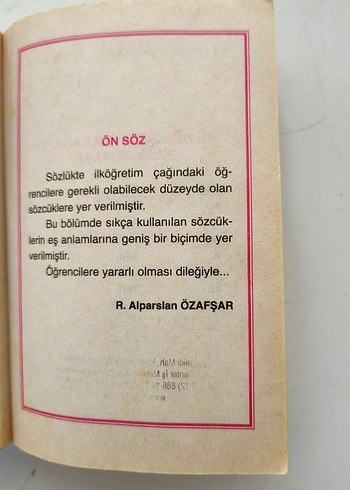 ÖN SÖZ
Sözlükte ilköğretim çağındaki öğ-
rencilere gerekli olabilecek düzeyde olan
sözcüklere yer verilmiştir.
Bu bölümde sıkça kullanılan sözcük-
lerin eş anlamlarına geniş bir biçimde yer
verilmiştir.
Öğrencilere yararlı olması dileğiyle...
R. Alparslan ÖZAFŞAR